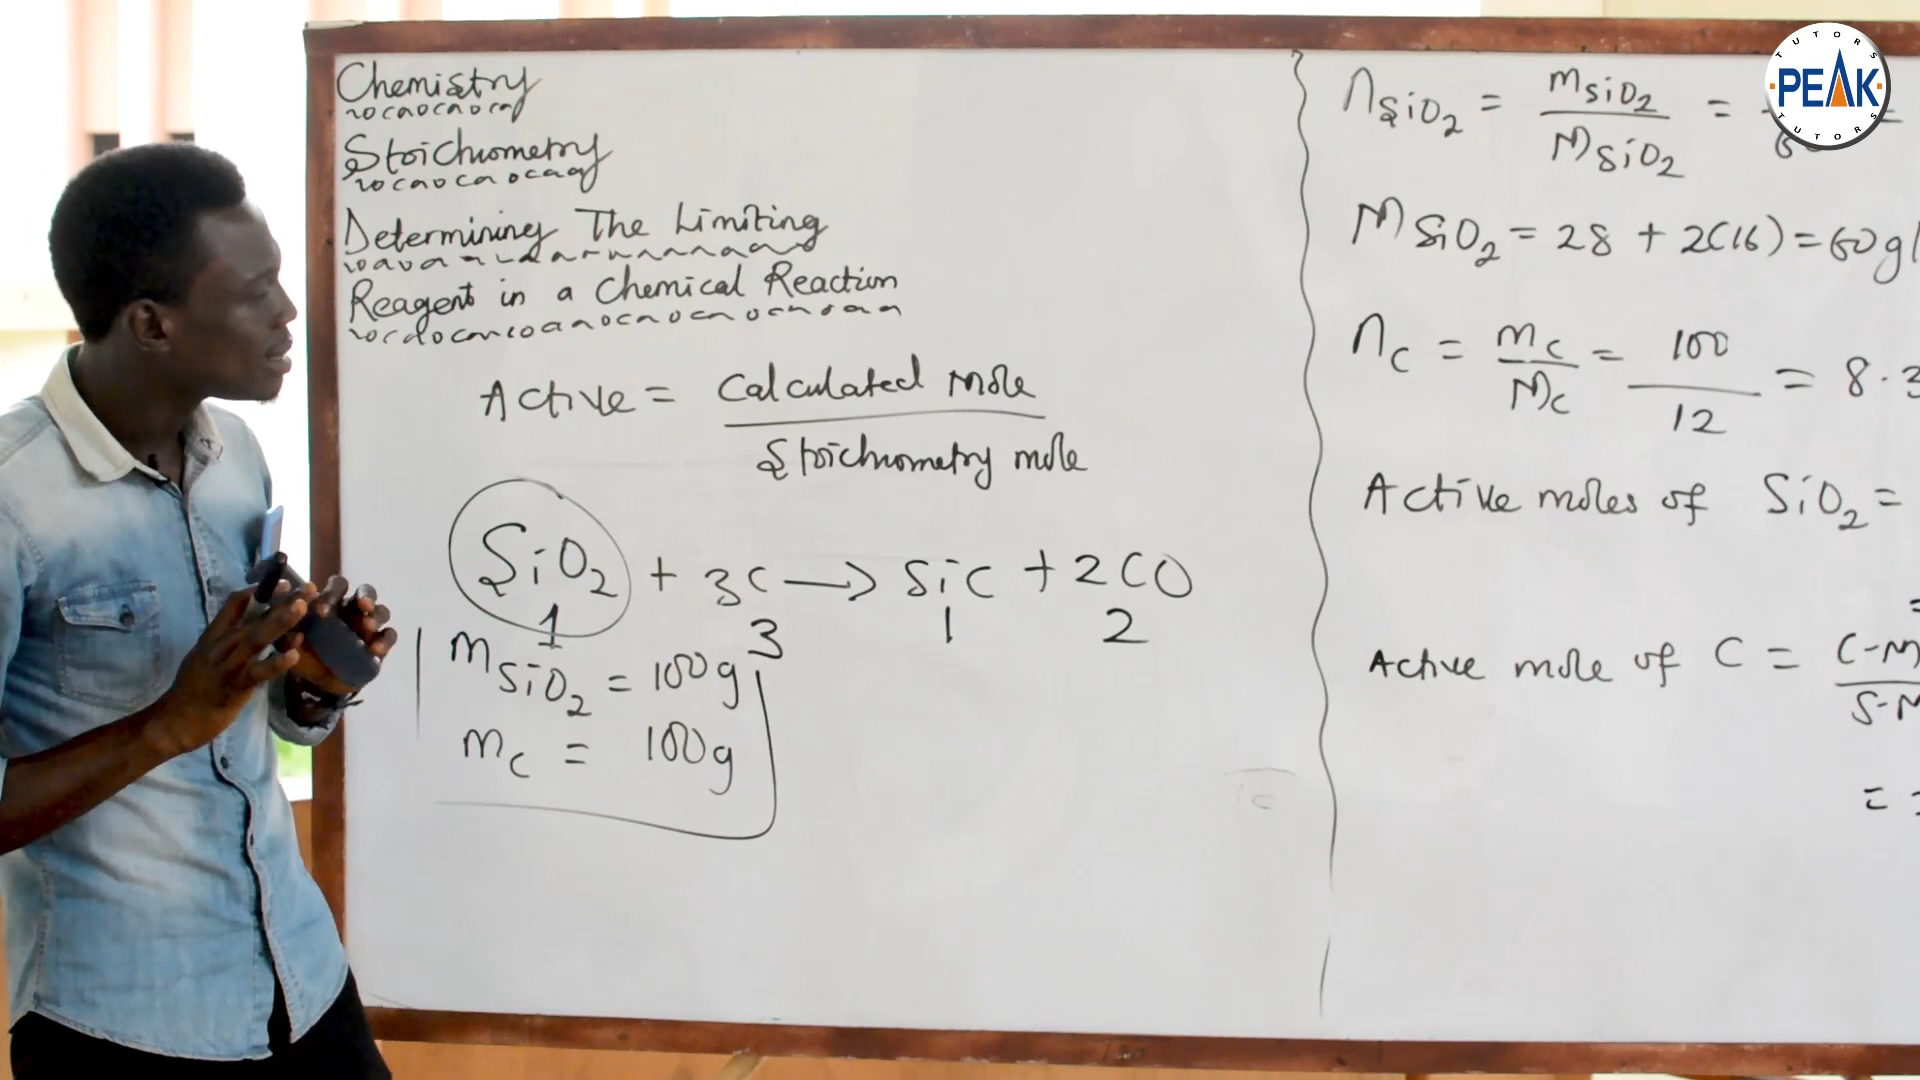 Chemistry
Stoichiometry
Determining The Limiting
Reagent in a Chemical Reaction
Active = Calculated Mole / Stoichiometry mole
SiO₂ + 3C → SiC + 2CO
1 3 1 2
mSiO₂ = 100g
mC = 100g
nSiO₂ = mSiO₂ / MSiO₂ =
MSiO₂ = 28 + 2(16) = 60g/
nC = mC / MC = 100 / 12 = 8.3
Active moles of SiO₂ =
=
Active mole of C = C-M / S-M
=
TUTORS
PEAK
TUTORS